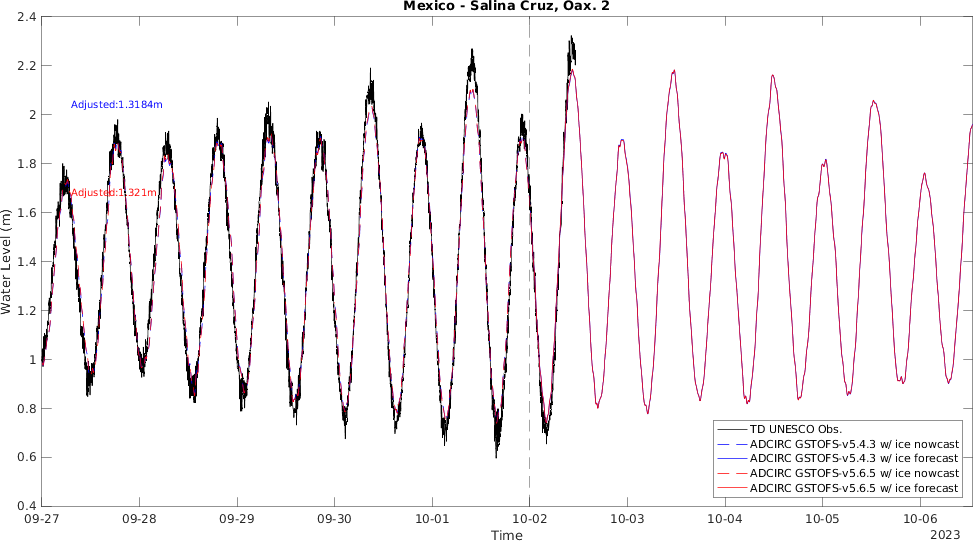 Mexico - Salina Cruz, Oax. 2
2.4
2.2
2
1.8
1.6
1.4
1.2
1
0.8
0.6
0.4
Water Level (m)
Adjusted:1.3184m
Adjusted:1.321m
TD UNESCO Obs.
ADCIRC GSTOFS-v5.4.3 w/ ice nowcast
ADCIRC GSTOFS-v5.4.3 w/ ice forecast
ADCIRC GSTOFS-v5.6.5 w/ ice nowcast
ADCIRC GSTOFS-v5.6.5 w/ ice forecast
09-27 09-28 09-29 09-30 10-01 10-02 10-03 10-04 10-05 10-06
Time
2023